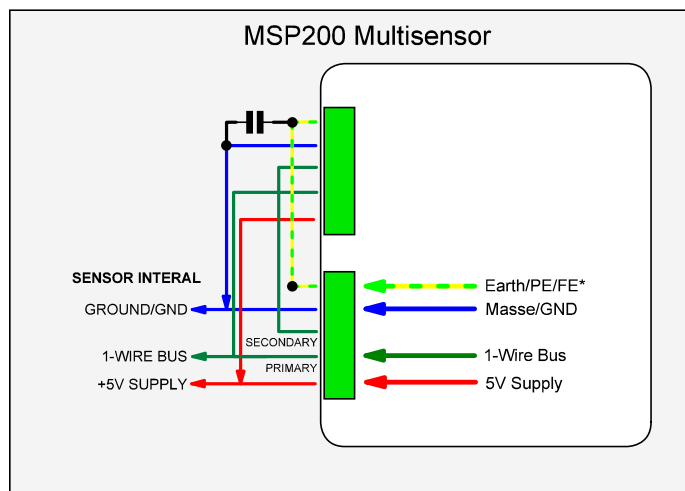 MSP200 Multisensor
SENSOR INTERAL
Earth/PE/FE*
GROUND/GND
Masse/GND
SECONDARY
1-WIRE BUS
1-Wire Bus
PRIMARY
+5V SUPPLY
5V Supply